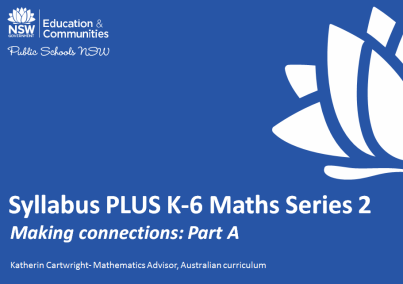 NSW
GOVERNMENT
Education &
Communities
Public Schools NSW
Syllabus PLUS K-6 Maths Series 2
Making connections: Part A
Katherin Cartwright- Mathematics Advisor, Australian curriculum